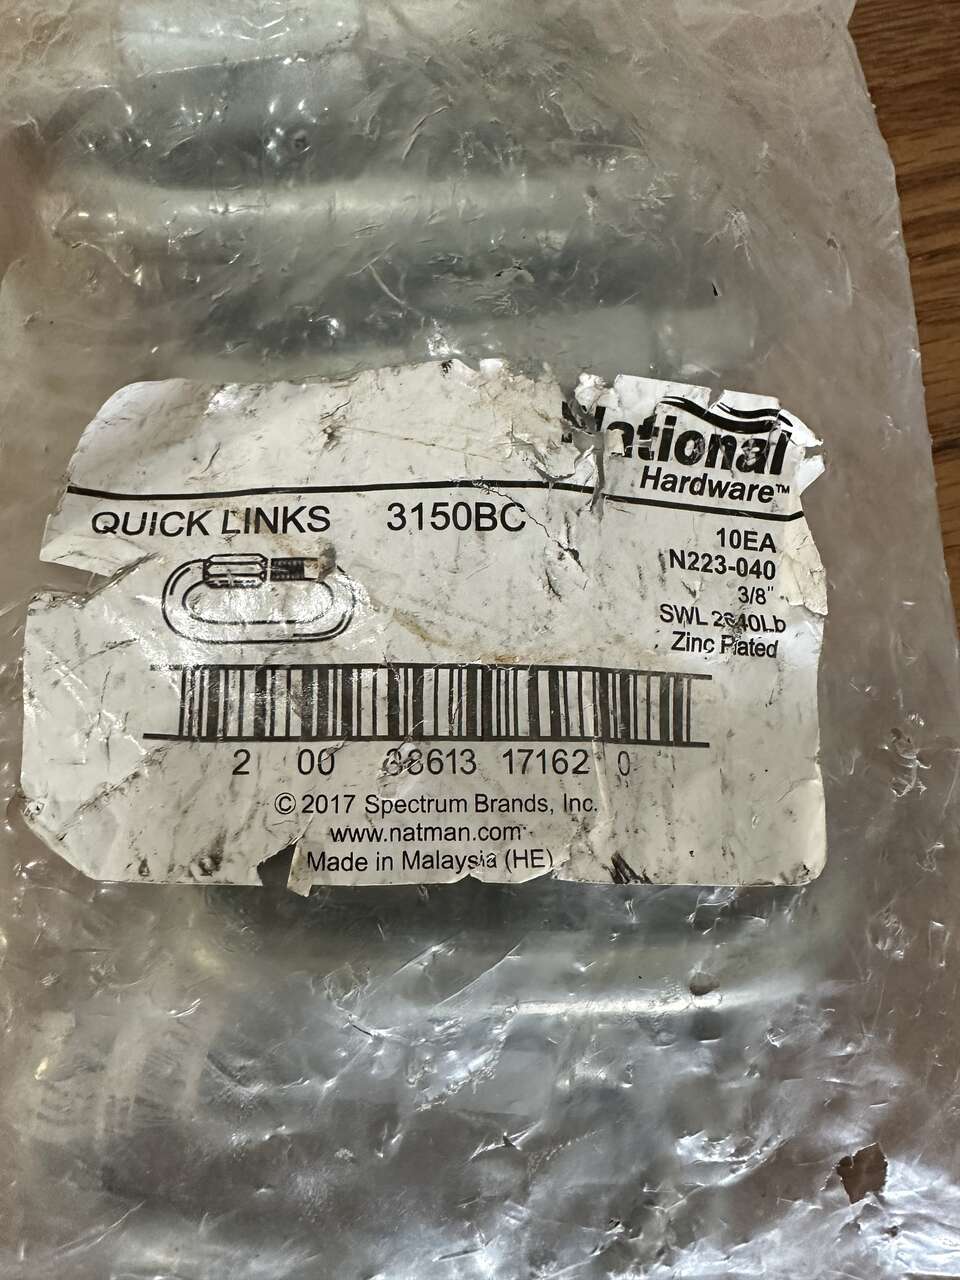 National
Hardware™
QUICK LINKS 3150BC
10EA
N223-040
3/8"
SWL 2640Lb
Zinc Plated
2 00 38613 17162 0
© 2017 Spectrum Brands, Inc.
www.natman.com
Made in Malaysia (HE)